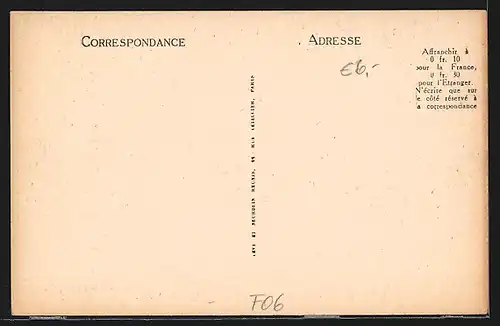 CORRESPONDANCE
ADRESSE
Affranchir à
0 fr. 10
pour la France,
0 fr. 30
pour l'Etranger.
N'écrire que sur
le côté réservé à
la correspondance
€6,-
PARIS
F06